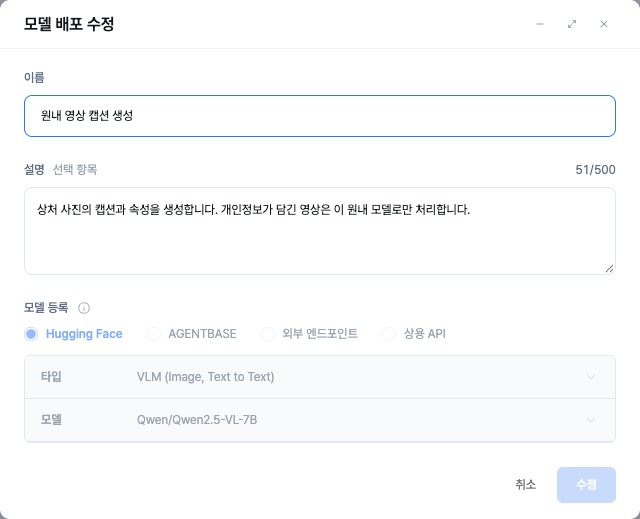 모델 배포 수정
이름
원내 영상 캡션 생성
설명 선택 항목 51/500
상처 사진의 캡션과 속성을 생성합니다. 개인정보가 담긴 영상은 이 원내 모델로만 처리합니다.
모델 등록
Hugging Face AGENTBASE 외부 엔드포인트 상용 API
타입 VLM (Image, Text to Text)
모델 Qwen/Qwen2.5-VL-7B
취소 수정